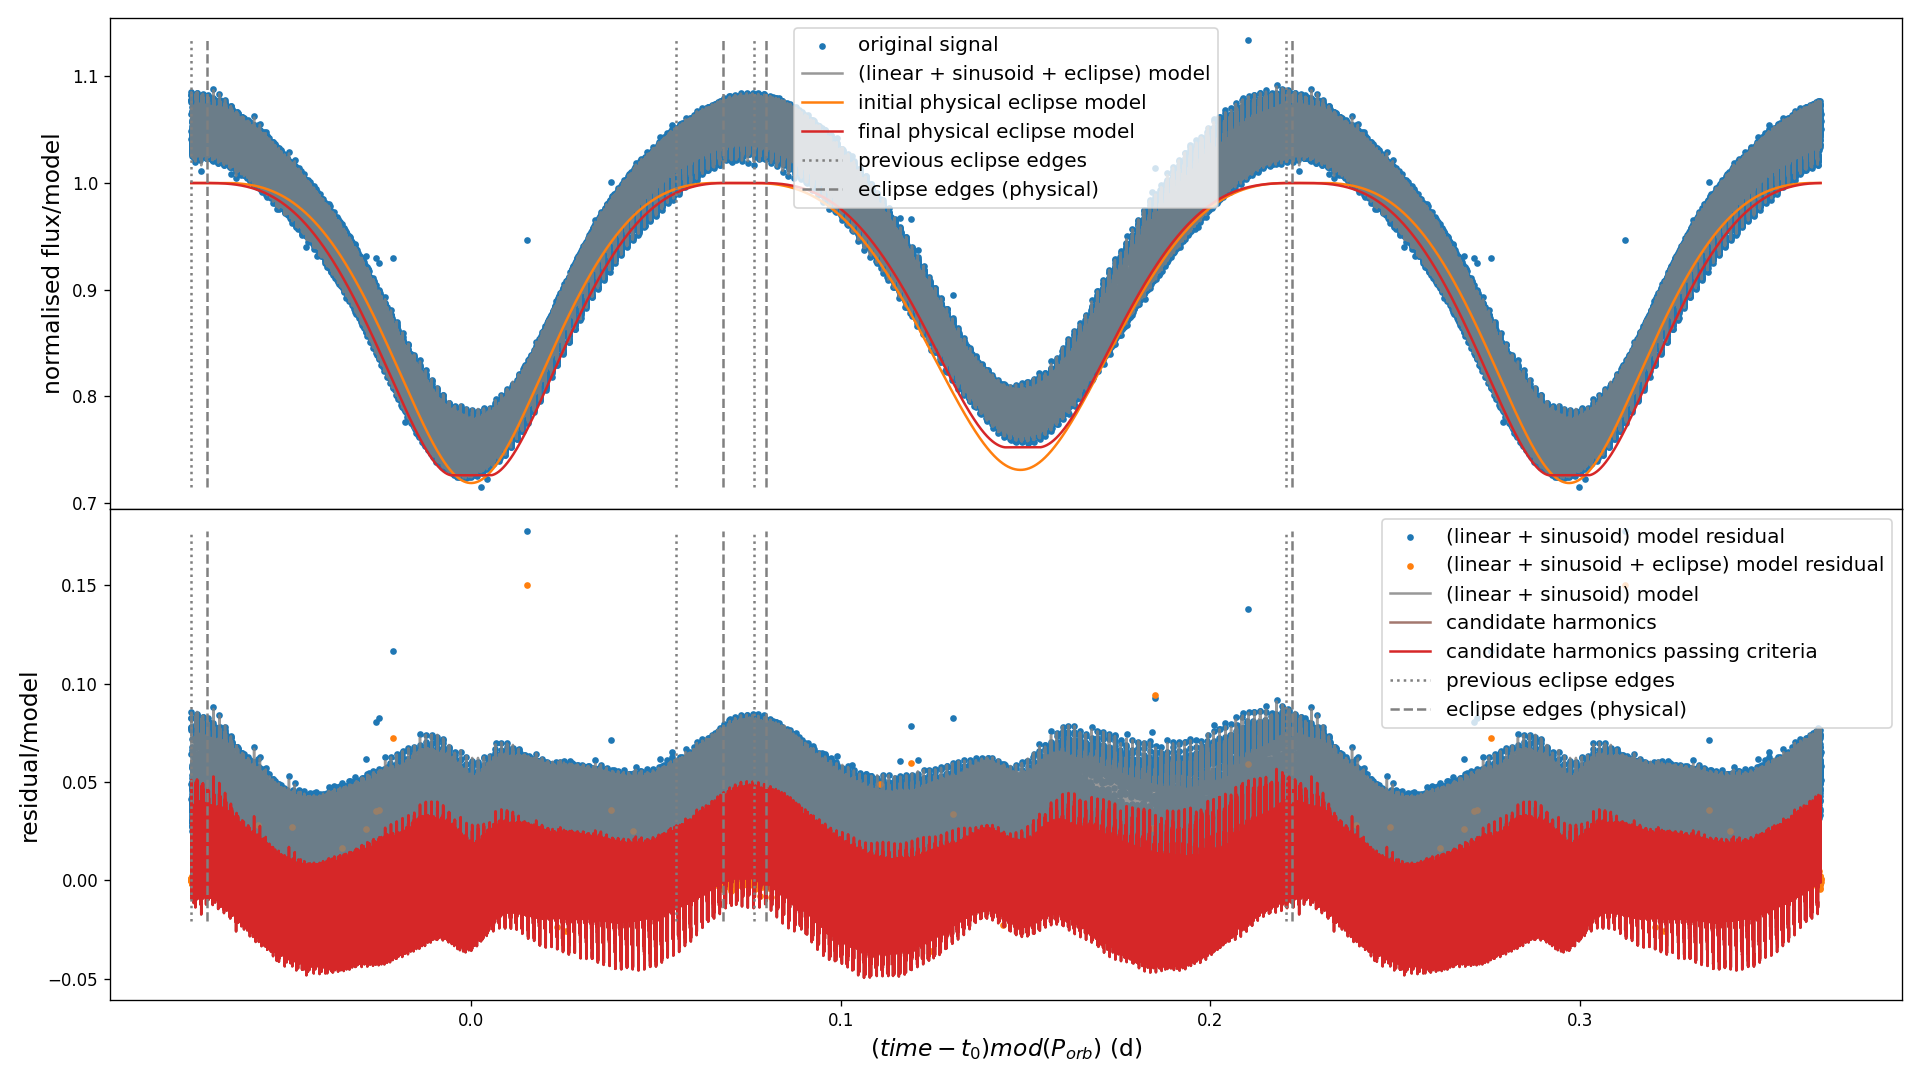 normalised flux/model
1.1
1.0
0.9
0.8
0.7
original signal
(linear + sinusoid + eclipse) model
initial physical eclipse model
final physical eclipse model
previous eclipse edges
eclipse edges (physical)
residual/model
0.15
0.10
0.05
0.00
−0.05
(linear + sinusoid) model residual
(linear + sinusoid + eclipse) model residual
(linear + sinusoid) model
candidate harmonics
candidate harmonics passing criteria
previous eclipse edges
eclipse edges (physical)
0.0 0.1 0.2 0.3
(time − t₀)mod(P_orb) (d)